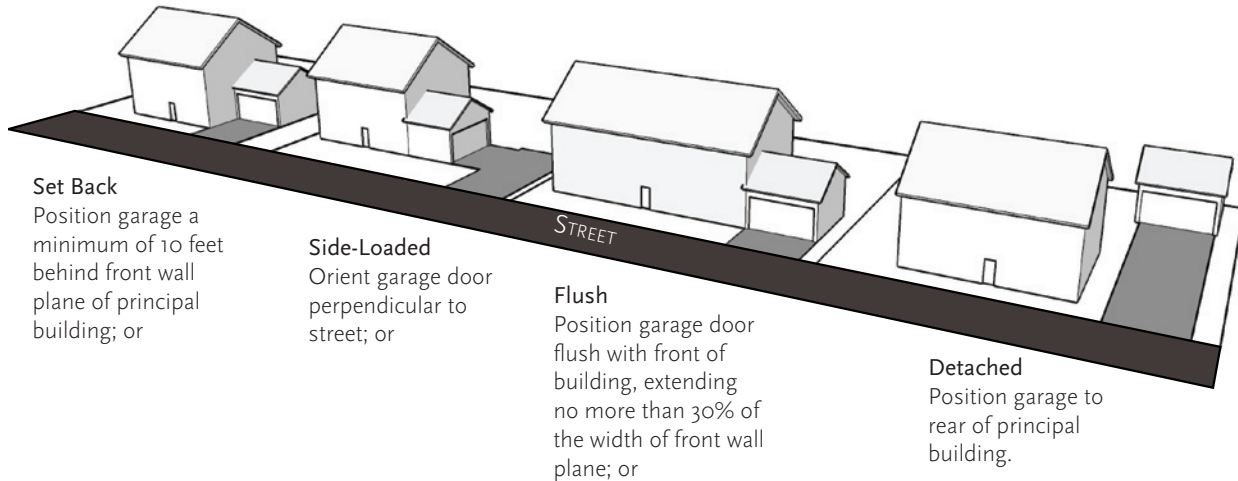 Set Back
Position garage a
minimum of 10 feet
behind front wall
plane of principal
building; or
Side-Loaded
Orient garage door
perpendicular to
street; or
STREET
Flush
Position garage door
flush with front of
building, extending
no more than 30% of
the width of front wall
plane; or
Detached
Position garage to
rear of principal
building.